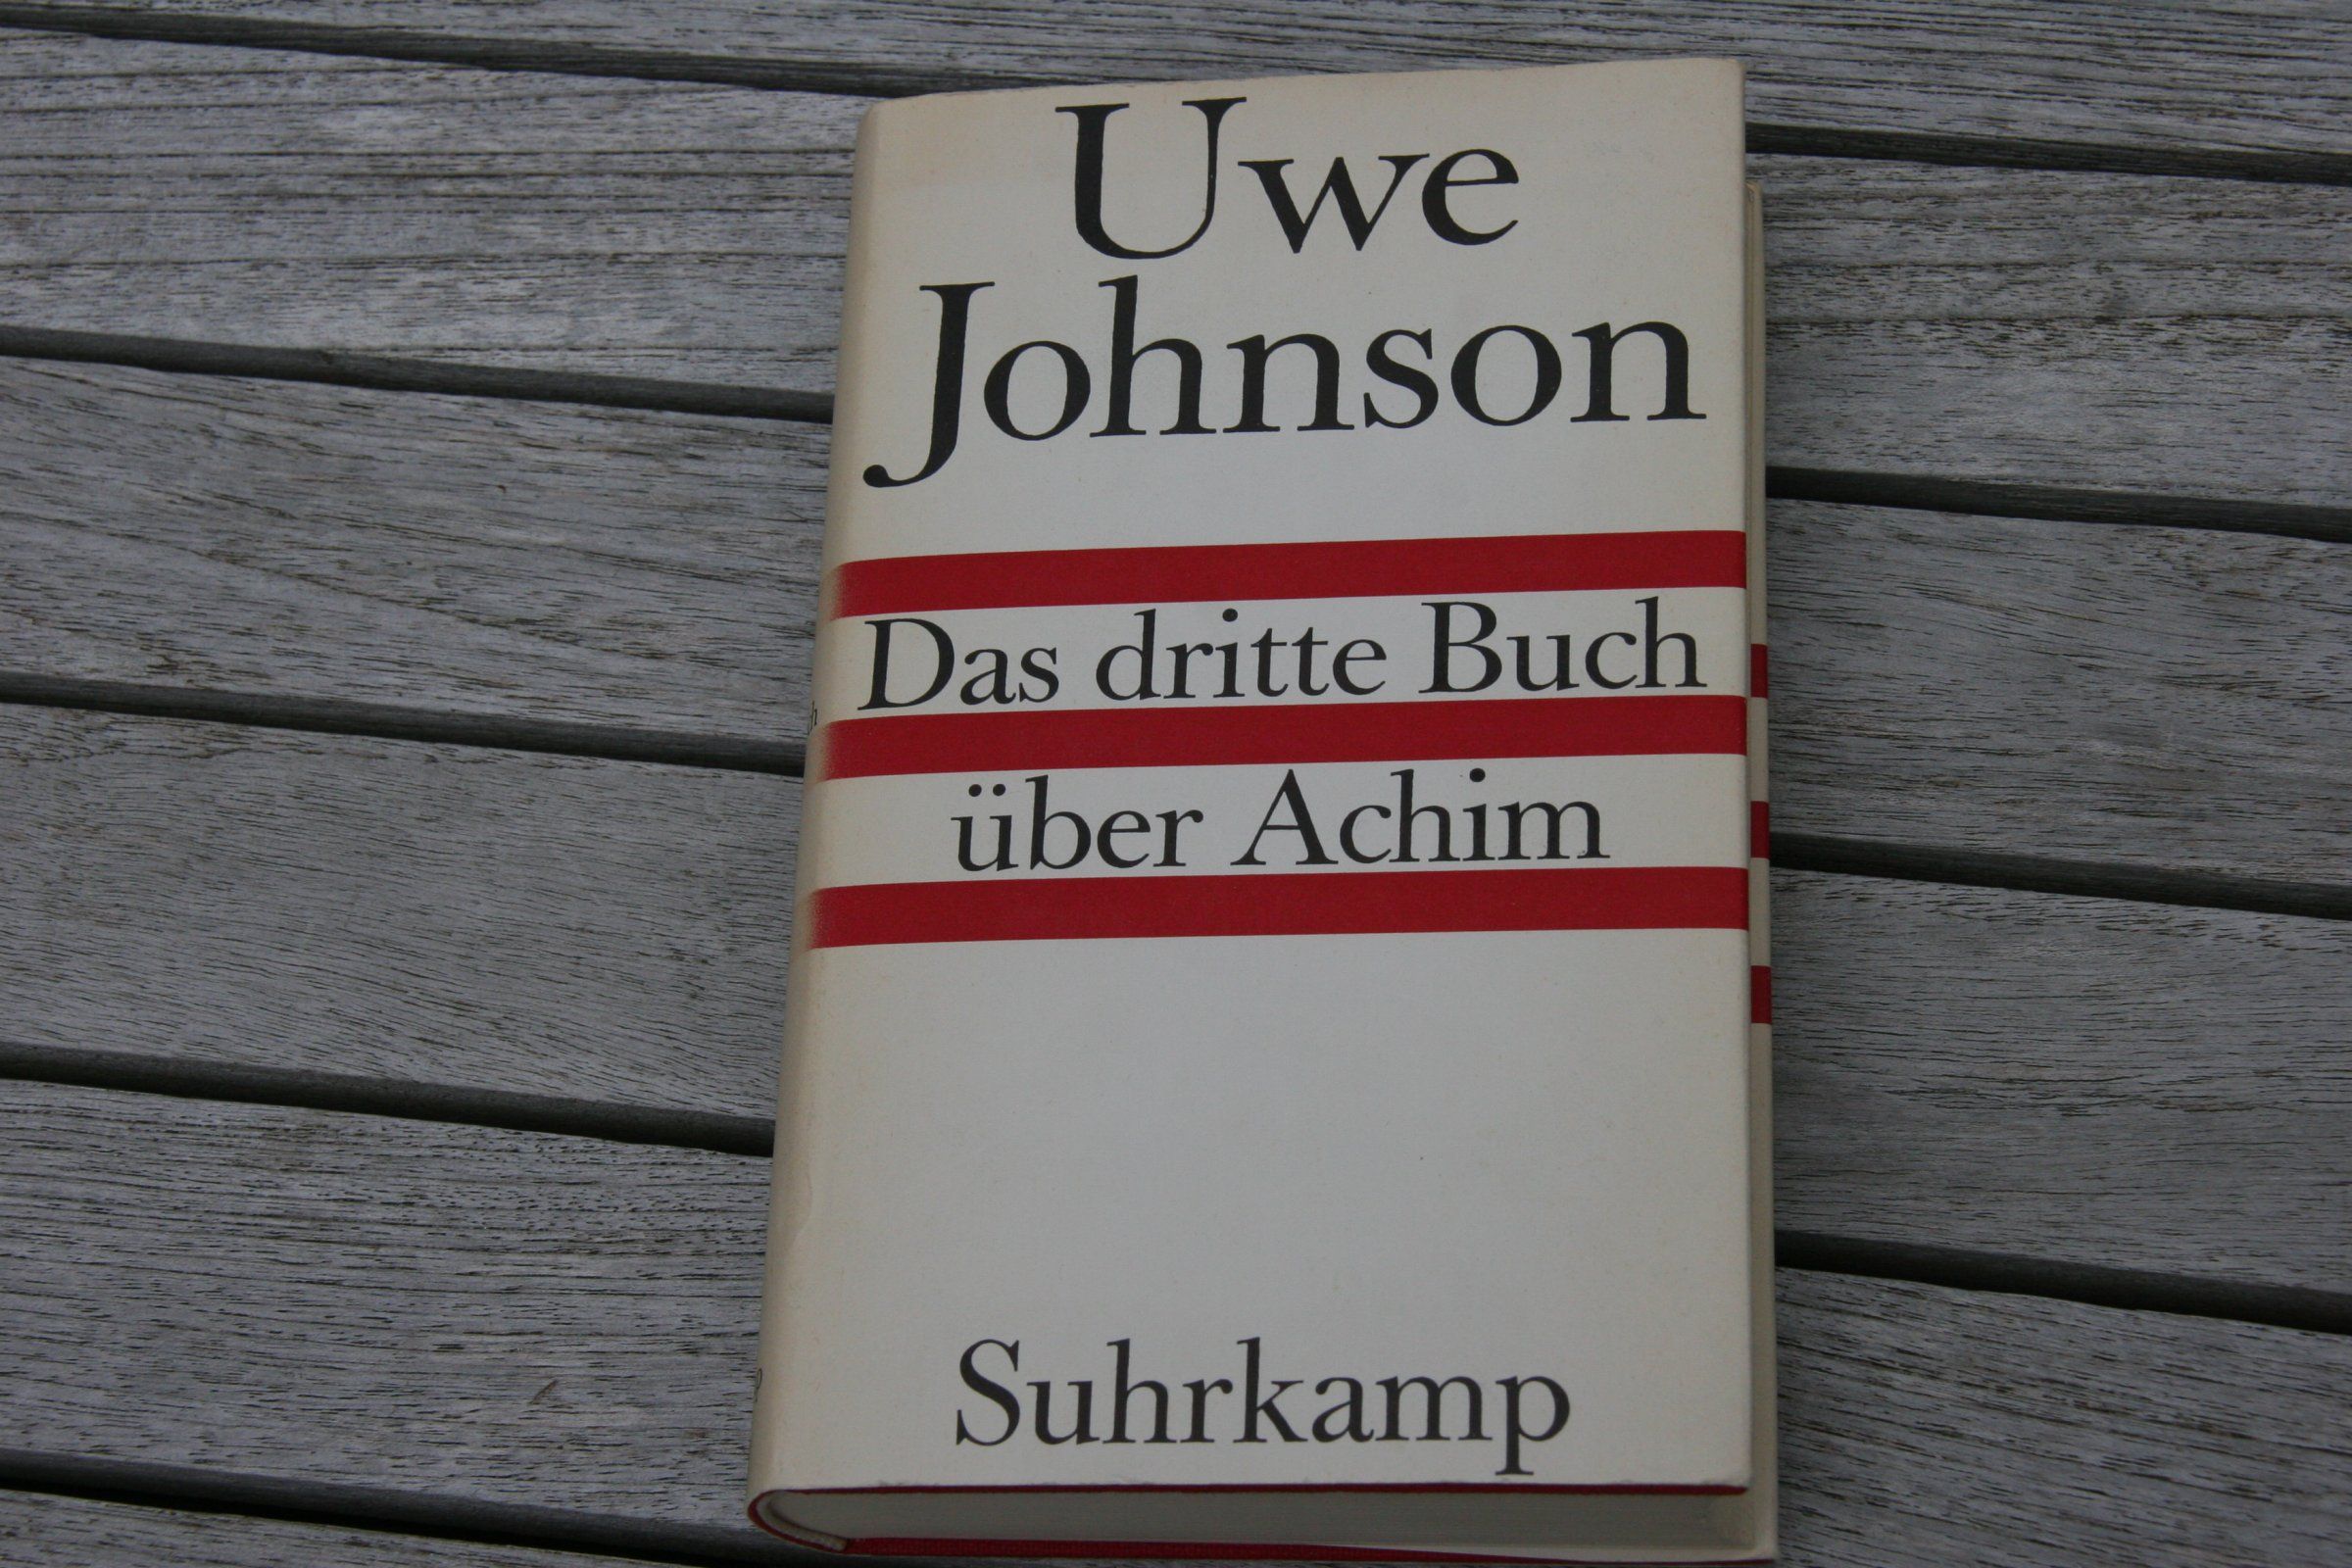 Uwe
Johnson
Das dritte Buch
über Achim
Suhrkamp